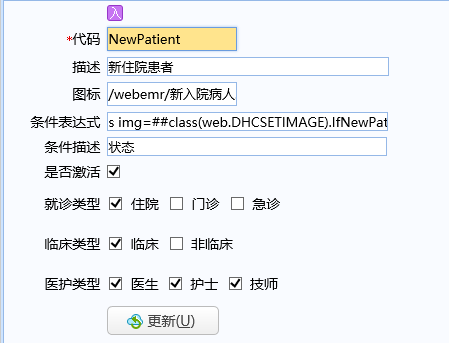 入
*代码 NewPatient
描述 新住院患者
图标 /webemr/新入院病人
条件表达式 s img=##class(web.DHCSETIMAGE).IfNewPat
条件描述 状态
是否激活
就诊类型 住院 门诊 急诊
临床类型 临床 非临床
医护类型 医生 护士 技师
更新(U)